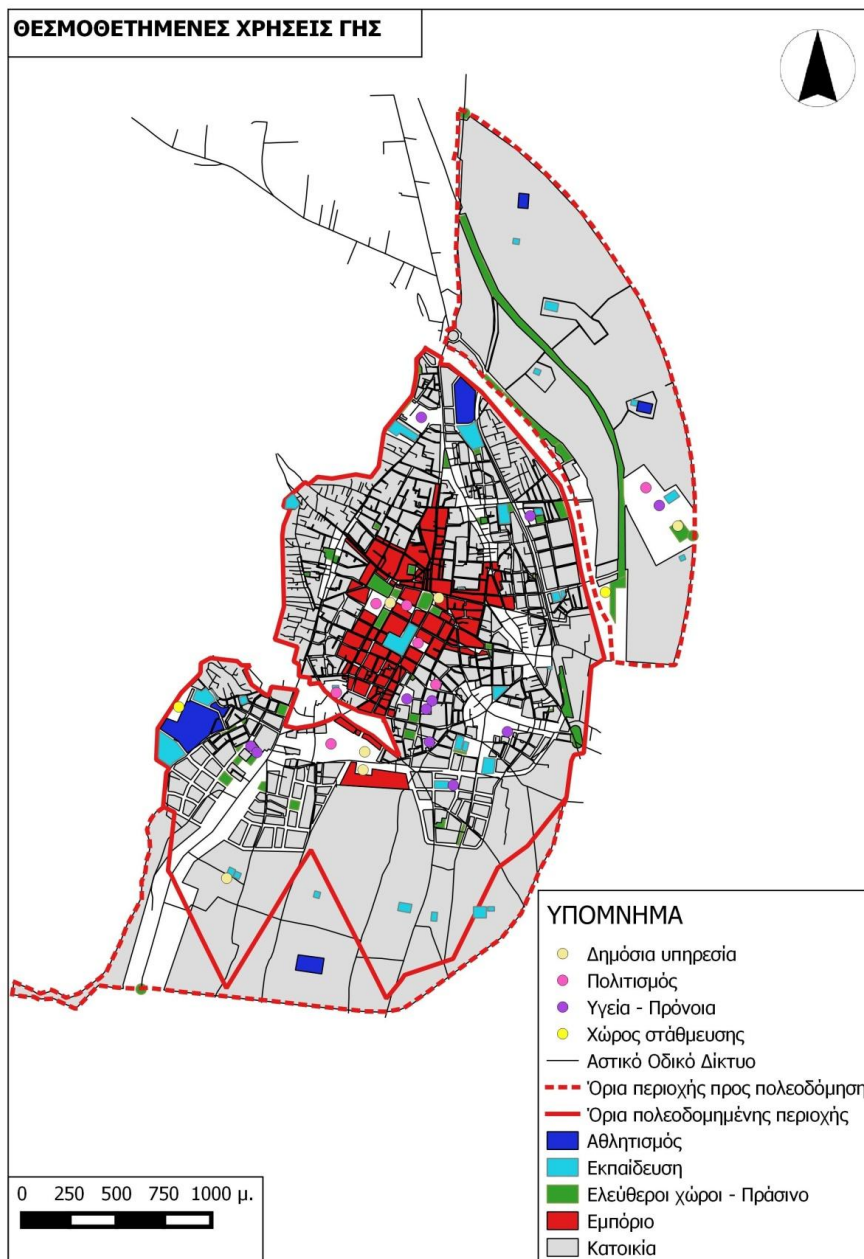 ΘΕΣΜΟΘΕΤΗΜΕΝΕΣ ΧΡΗΣΕΙΣ ΓΗΣ
ΥΠΟΜΝΗΜΑ
Δημόσια υπηρεσία
Πολιτισμός
Υγεία - Πρόνοια
Χώρος στάθμευσης
Αστικό Οδικό Δίκτυο
Όρια περιοχής προς πολεοδόμηση
Όρια πολεοδομημένης περιοχής
Αθλητισμός
Εκπαίδευση
Ελεύθεροι χώροι - Πράσινο
Εμπόριο
Κατοικία
0 250 500 750 1000 μ.